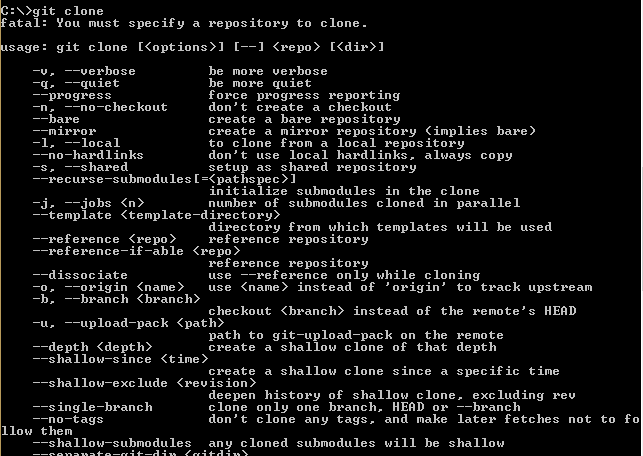 C:\>git clone
fatal: You must specify a repository to clone.

usage: git clone [<options>] [--] <repo> [<dir>]

    -v, --verbose         be more verbose
    -q, --quiet           be more quiet
    --progress            force progress reporting
    -n, --no-checkout     don't create a checkout
    --bare                create a bare repository
    --mirror              create a mirror repository (implies bare)
    -l, --local           to clone from a local repository
    --no-hardlinks        don't use local hardlinks, always copy
    -s, --shared          setup as shared repository
    --recurse-submodules[=<pathspec>]
                          initialize submodules in the clone
    -j, --jobs <n>        number of submodules cloned in parallel
    --template <template-directory>
                          directory from which templates will be used
    --reference <repo>    reference repository
    --reference-if-able <repo>
                          reference repository
    --dissociate          use --reference only while cloning
    -o, --origin <name>   use <name> instead of 'origin' to track upstream
    -b, --branch <branch>
                          checkout <branch> instead of the remote's HEAD
    -u, --upload-pack <path>
                          path to git-upload-pack on the remote
    --depth <depth>       create a shallow clone of that depth
    --shallow-since <time>
                          create a shallow clone since a specific time
    --shallow-exclude <revision>
                          deepen history of shallow clone, excluding rev
    --single-branch       clone only one branch, HEAD or --branch
    --no-tags             don't clone any tags, and make later fetches not to fo
llow them
    --shallow-submodules  any cloned submodules will be shallow
    --separate-git-dir <gitdir>